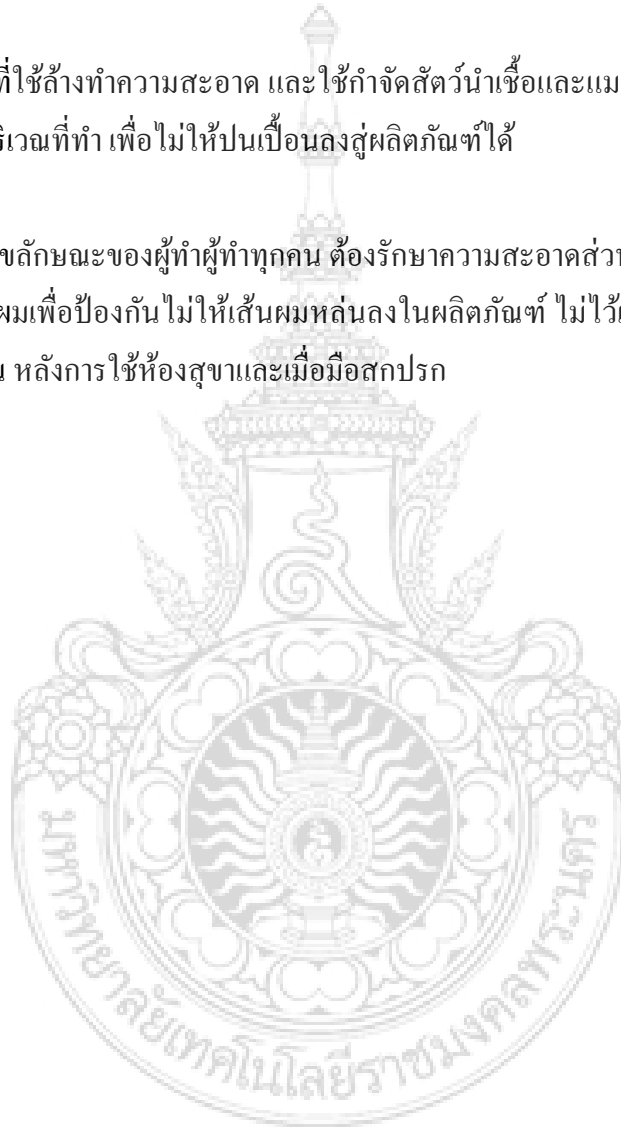 ที่ใช้ล้างทำความสะอาด และใช้กำจัดสัตว์นำเชื้อและแม
ริเวณที่ทำ เพื่อไม่ให้ปนเปื้อนลงสู่ผลิตภัณฑ์ได้
ขลักษณะของผู้ทำผู้ทำทุกคน ต้องรักษาความสะอาดส่วน
ผมเพื่อป้องกันไม่ให้เส้นผมหล่นลงในผลิตภัณฑ์ ไม่ไว้เ
น หลังการใช้ห้องสุขาและเมื่อมือสกปรก
มหาวิทยาลัยเทคโนโลยีราชมงคลพระนคร